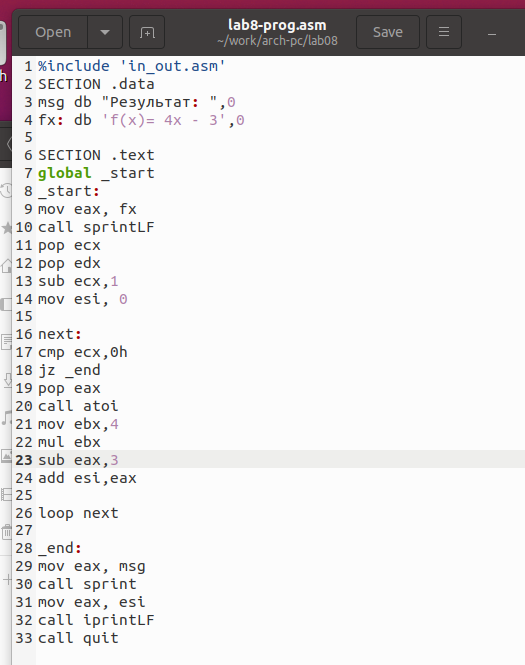 Open
lab8-prog.asm
~/work/arch-pc/lab08
Save
h
1 %include 'in_out.asm'
2 SECTION .data
3 msg db "Результат: ",0
4 fx: db 'f(x)= 4x - 3',0
5
6 SECTION .text
7 global _start
8 _start:
9 mov eax, fx
10 call sprintLF
11 pop ecx
12 pop edx
13 sub ecx,1
14 mov esi, 0
15
16 next:
17 cmp ecx,0h
18 jz _end
19 pop eax
20 call atoi
21 mov ebx,4
22 mul ebx
23 sub eax,3
24 add esi,eax
25
26 loop next
27
28 _end:
29 mov eax, msg
30 call sprint
31 mov eax, esi
32 call iprintLF
33 call quit